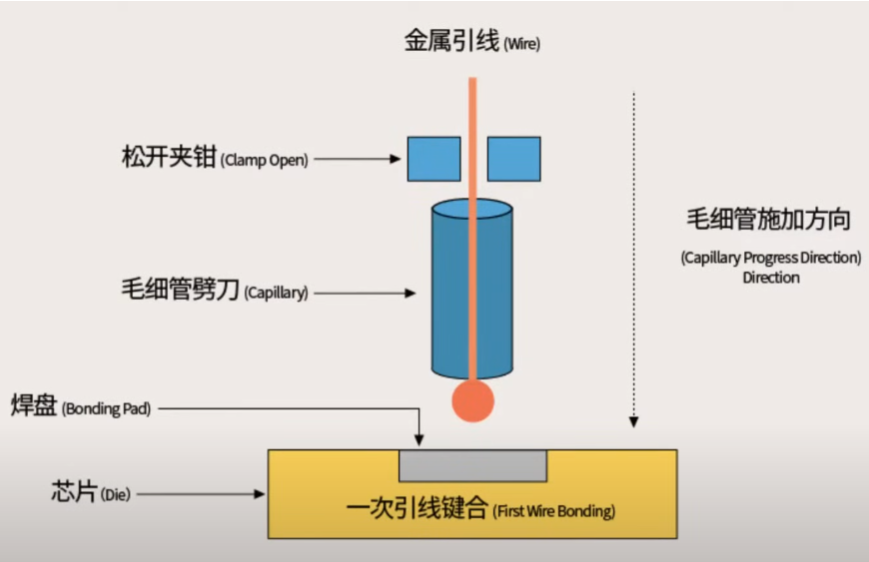 金属引线 (Wire)
松开夹钳 (Clamp Open)
毛细管施加方向
(Capillary Progress Direction)
Direction
毛细管劈刀 (Capillary)
焊盘 (Bonding Pad)
芯片 (Die)
一次引线键合 (First Wire Bonding)